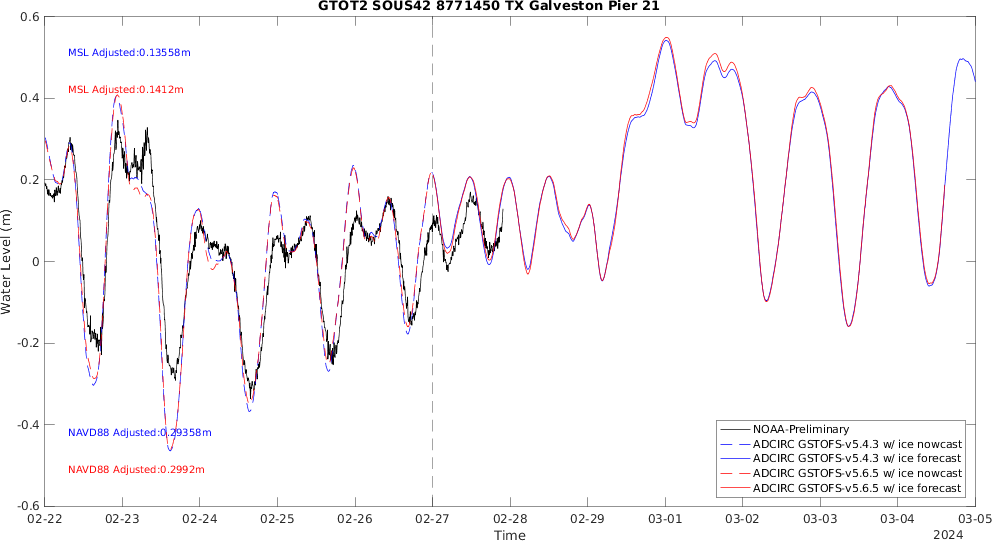 GTOT2 SOUS42 8771450 TX Galveston Pier 21
0.6
0.4
0.2
0
-0.2
-0.4
-0.6
Water Level (m)
MSL Adjusted:0.13558m
MSL Adjusted:0.1412m
NAVD88 Adjusted:0.29358m
NAVD88 Adjusted:0.2992m
NOAA-Preliminary
ADCIRC GSTOFS-v5.4.3 w/ ice nowcast
ADCIRC GSTOFS-v5.4.3 w/ ice forecast
ADCIRC GSTOFS-v5.6.5 w/ ice nowcast
ADCIRC GSTOFS-v5.6.5 w/ ice forecast
02-22 02-23 02-24 02-25 02-26 02-27 02-28 02-29 03-01 03-02 03-03 03-04 03-05
Time
2024